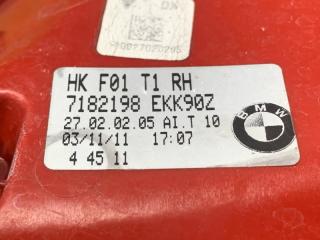 DX
HK F01 T1 RH
7182198 EKK90Z
27.02.02.05 AI.T 10
03/11/11 17:07
4 45 11
BMW